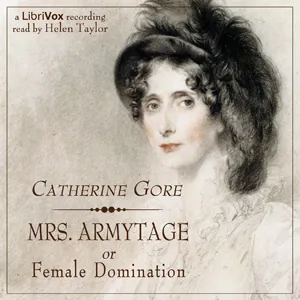 a LibriVox recording
read by Helen Taylor
CATHERINE GORE
MRS. ARMYTAGE
or
Female Domination